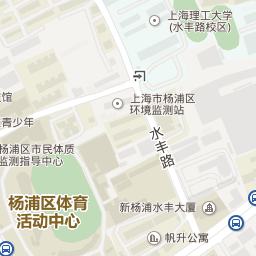 上海理工大学
(水丰路
校区)
上海市杨浦区
环境监测站
宾馆
青少年
水丰路
杨浦区市民体质
监测指导中心
杨浦区体育
活动中心
新杨浦水丰大厦
帆升公寓